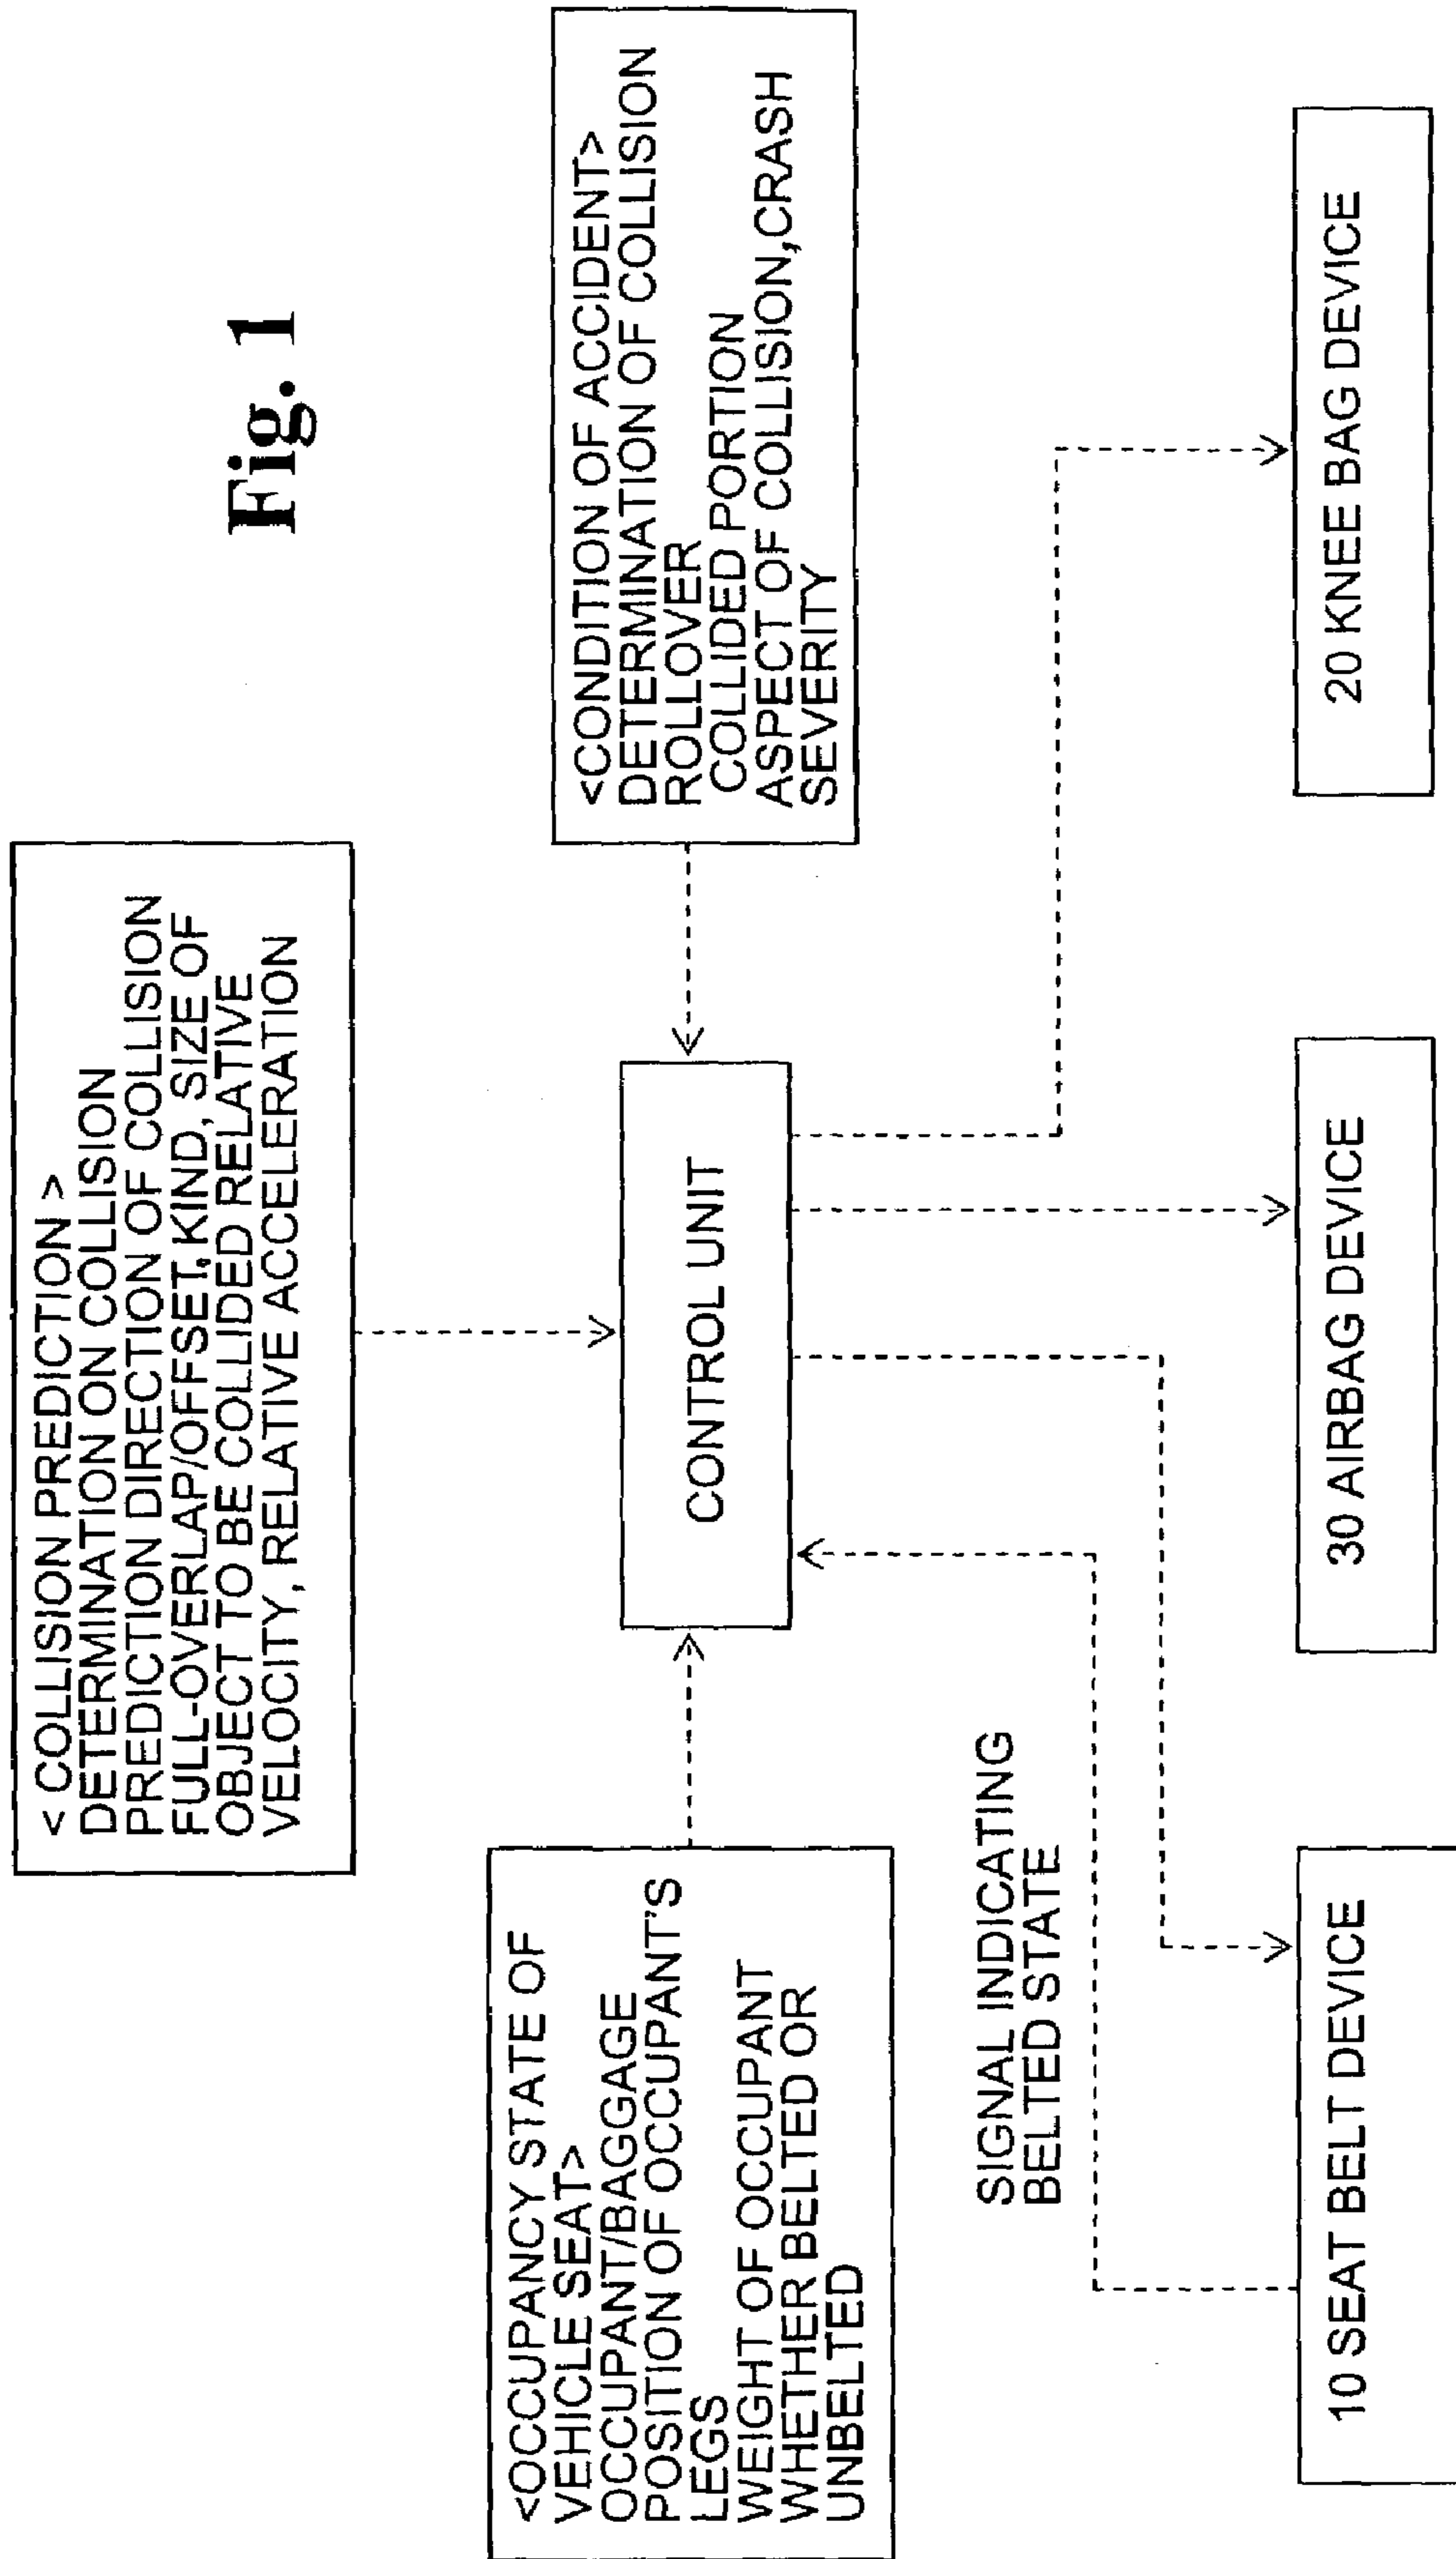 Fig. 1
< COLLISION PREDICTION >
DETERMINATION ON COLLISION
PREDICTION DIRECTION OF COLLISION
FULL-OVERLAP/OFFSET, KIND, SIZE OF
OBJECT TO BE COLLIDED RELATIVE
VELOCITY, RELATIVE ACCELERATION
<OCCUPANCY STATE OF
VEHICLE SEAT>
OCCUPANT/BAGGAGE
POSITION OF OCCUPANT'S
LEGS
WEIGHT OF OCCUPANT
WHETHER BELTED OR
UNBELTED
CONTROL UNIT
<CONDITION OF ACCIDENT>
DETERMINATION OF COLLISION
ROLLOVER
COLLIDED PORTION
ASPECT OF COLLISION,CRASH
SEVERITY
SIGNAL INDICATING
BELTED STATE
10 SEAT BELT DEVICE
30 AIRBAG DEVICE
20 KNEE BAG DEVICE